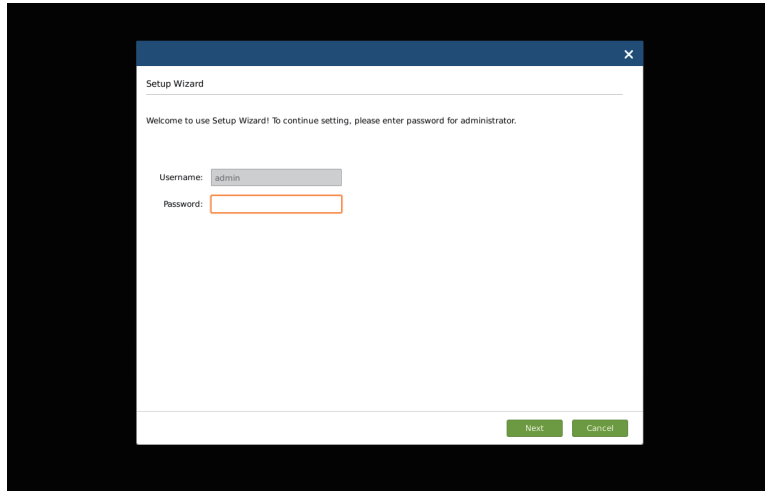 ×
Setup Wizard
Welcome to use Setup Wizard! To continue setting, please enter password for administrator.
Username: admin
Password:
Next Cancel